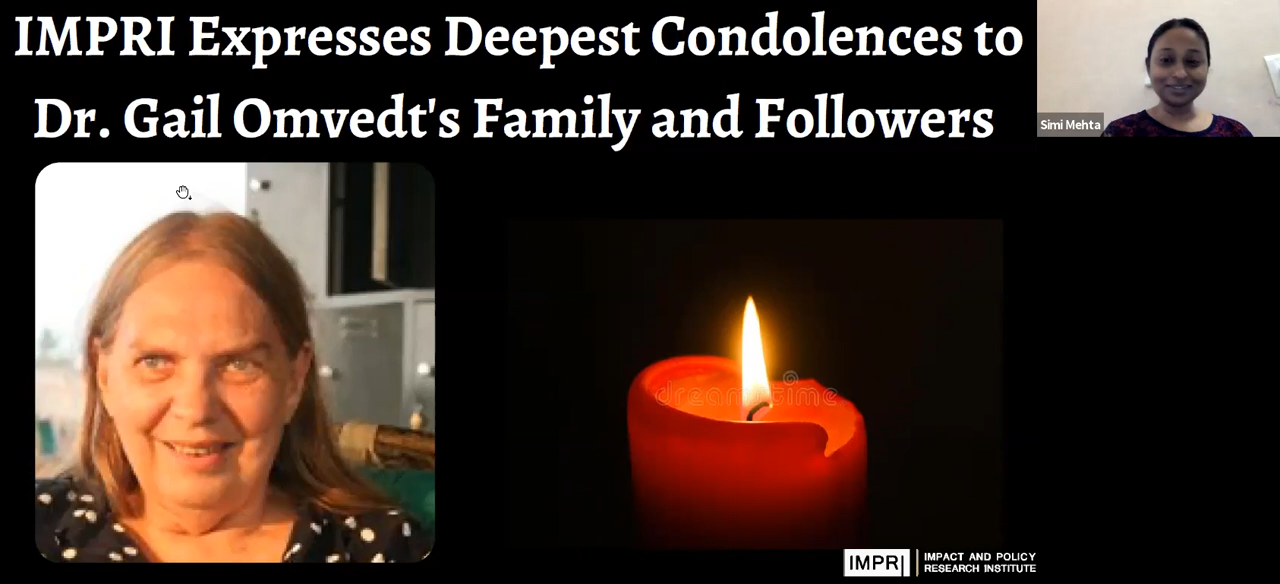 IMPRI Expresses Deepest Condolences to
Dr. Gail Omvedt's Family and Followers
Simi Mehta
dreamstime
IMPRI
IMPACT AND POLICY
RESEARCH INSTITUTE